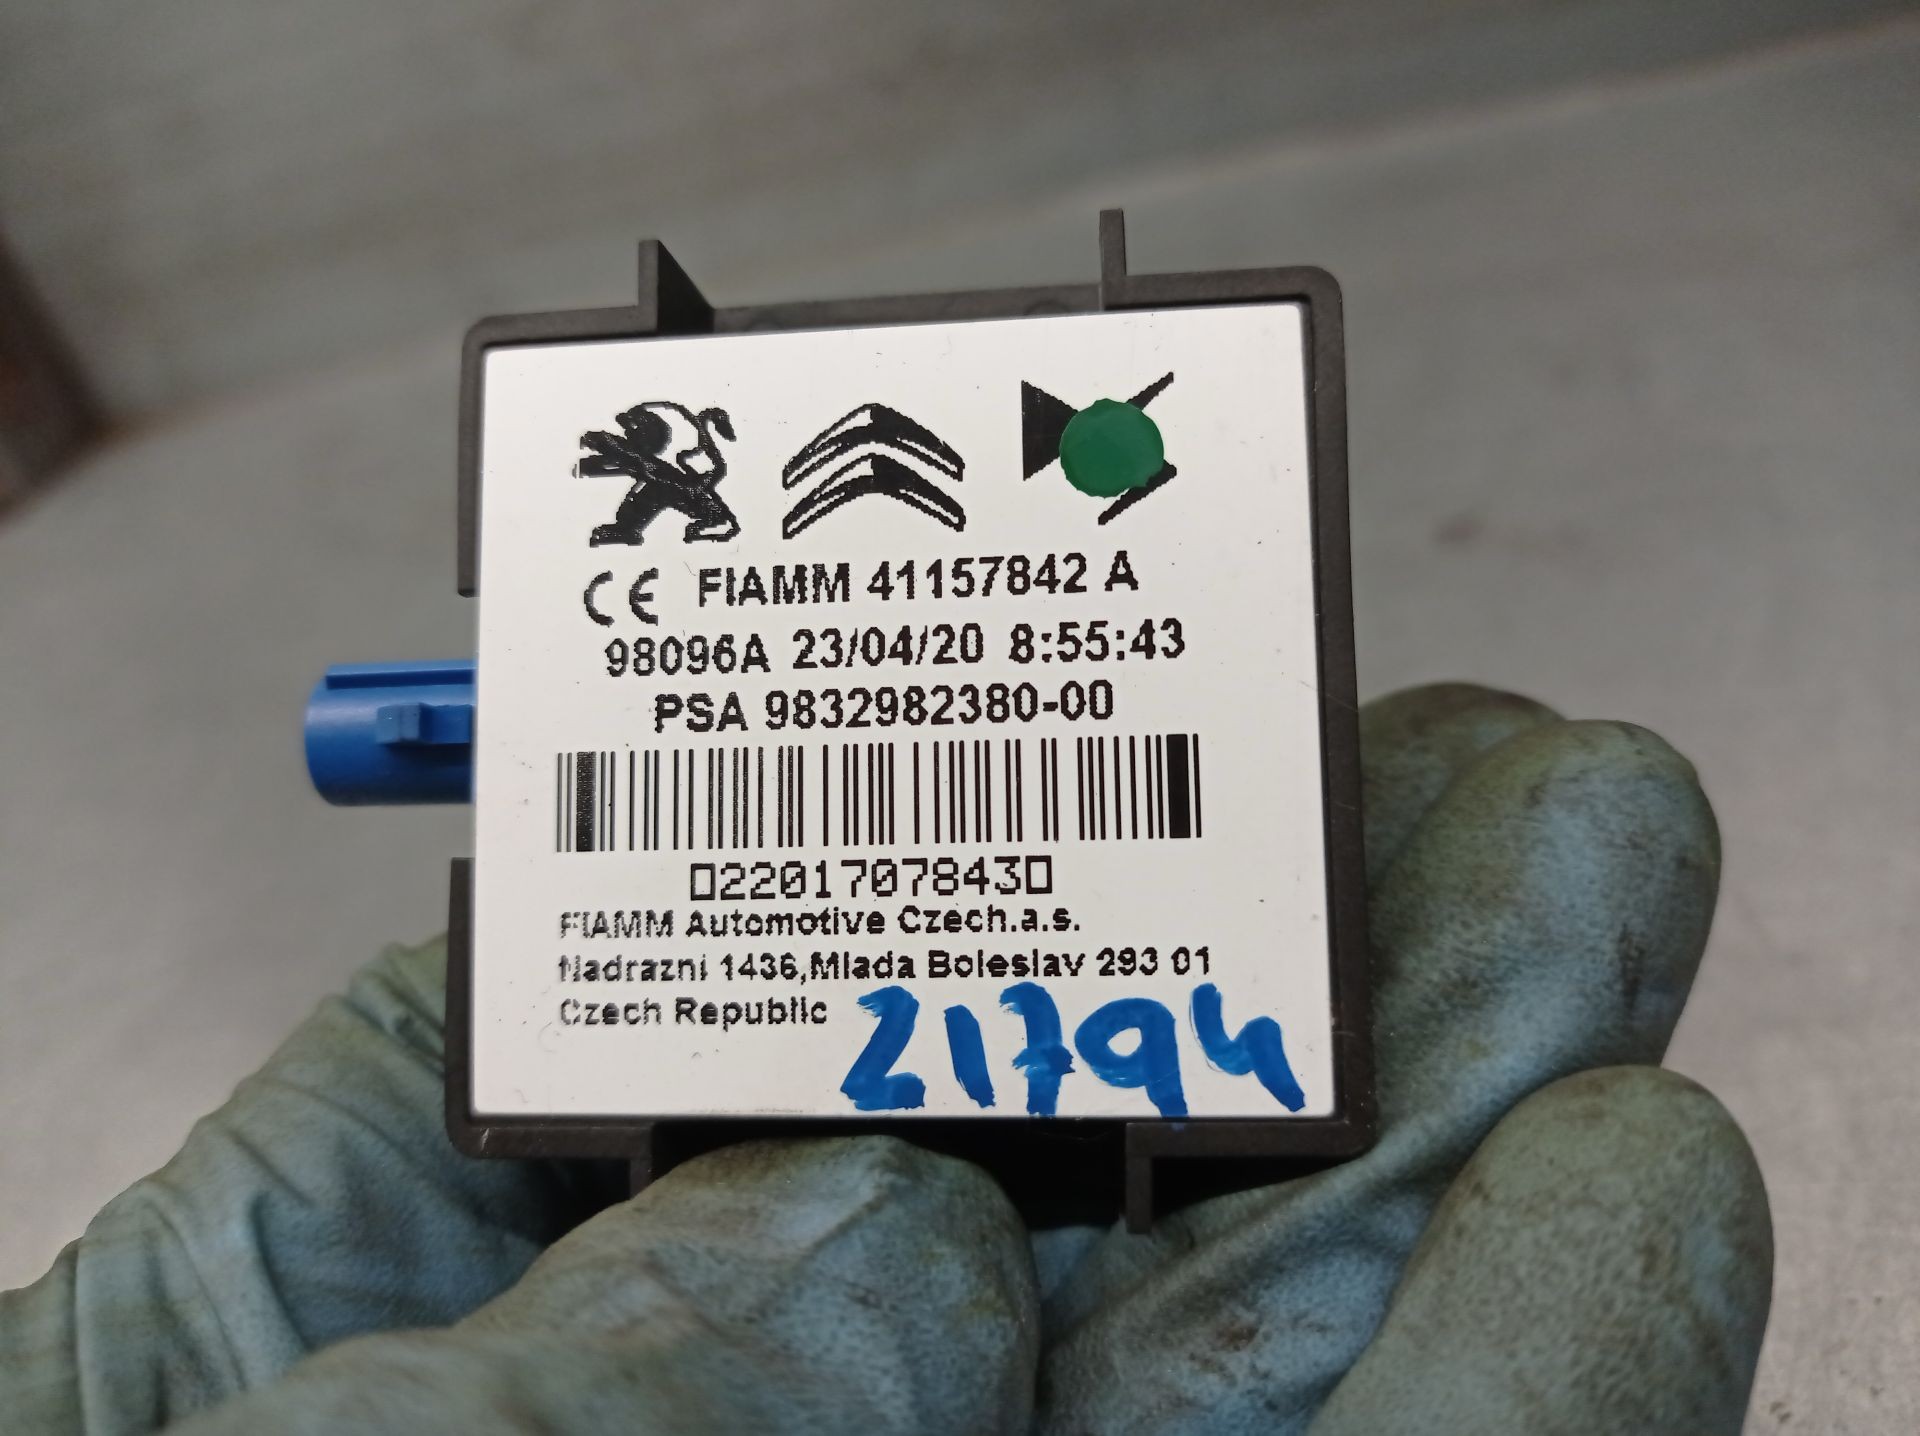 CE FIAMM 41157842 A
98096A 23/04/20 8:55:43
PSA 9832982380-00
022017078430
FIAMM Automotive Czech.a.s.
Nadrazni 1436,Mlada Boleslav 293 01
Czech Republic
21794